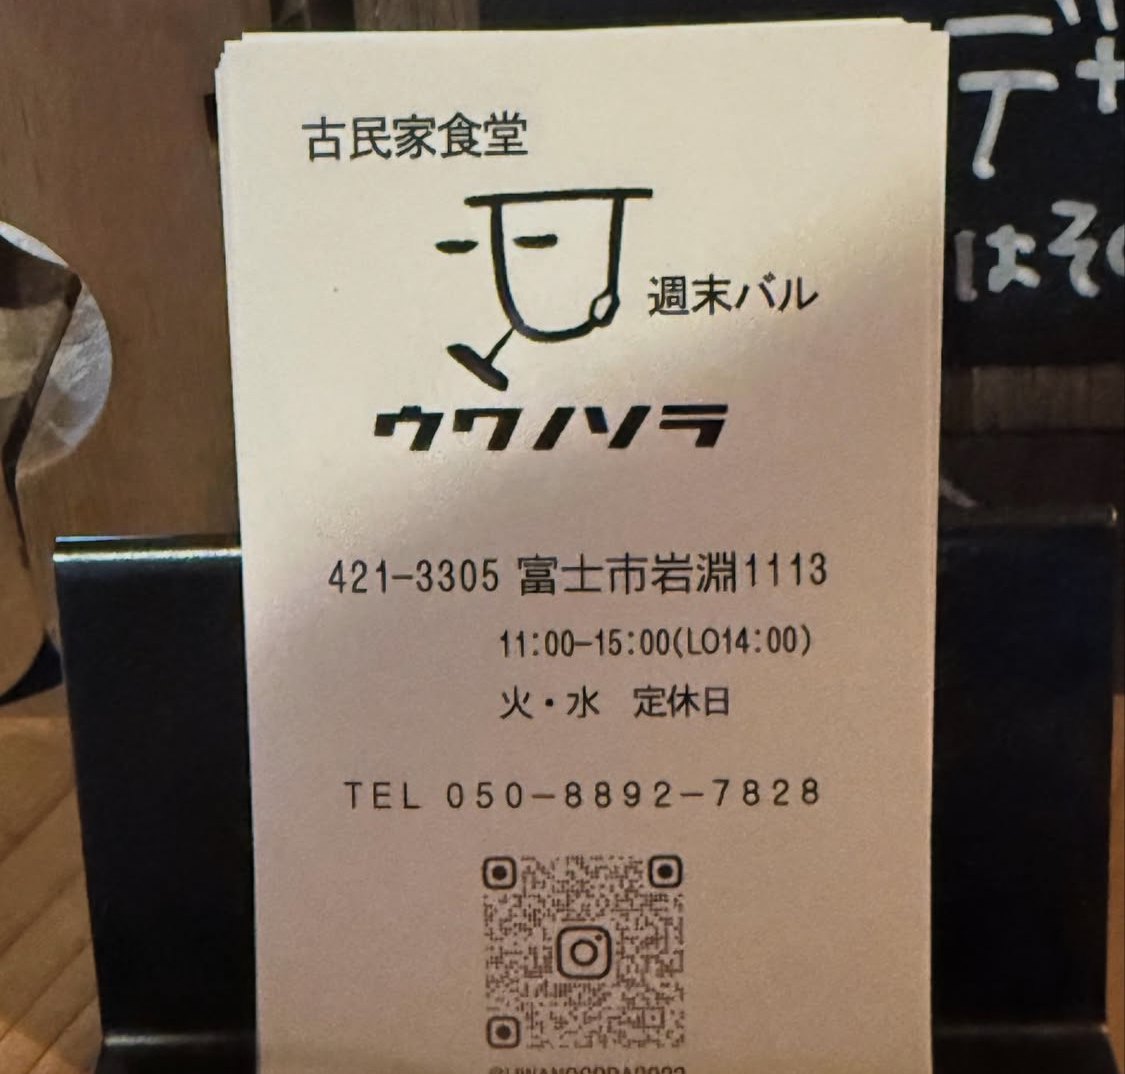 古民家食堂
週末バル
ウワノソラ
421-3305 富士市岩淵1113
11:00-15:00(LO14:00)
火・水　定休日
TEL 050-8892-7828
はそ